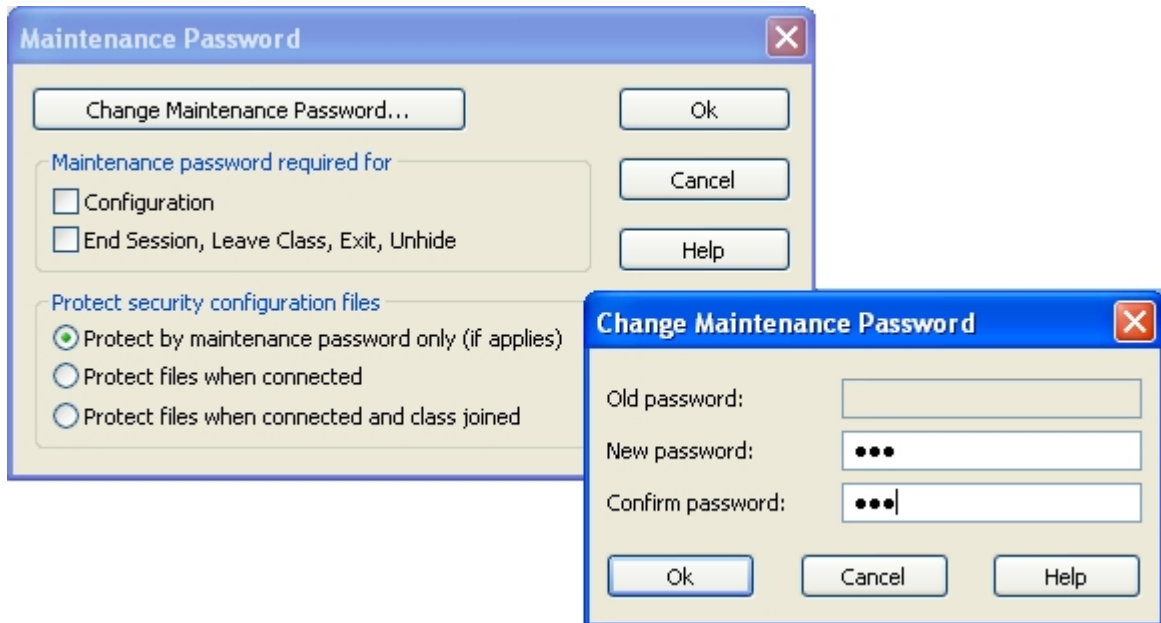 Maintenance Password
Change Maintenance Password...
Ok
Maintenance password required for
Cancel
Configuration
End Session, Leave Class, Exit, Unhide
Help
Protect security configuration files
Protect by maintenance password only (if applies)
Protect files when connected
Protect files when connected and class joined
Change Maintenance Password
Old password:
New password: •••
Confirm password: •••
Ok
Cancel
Help